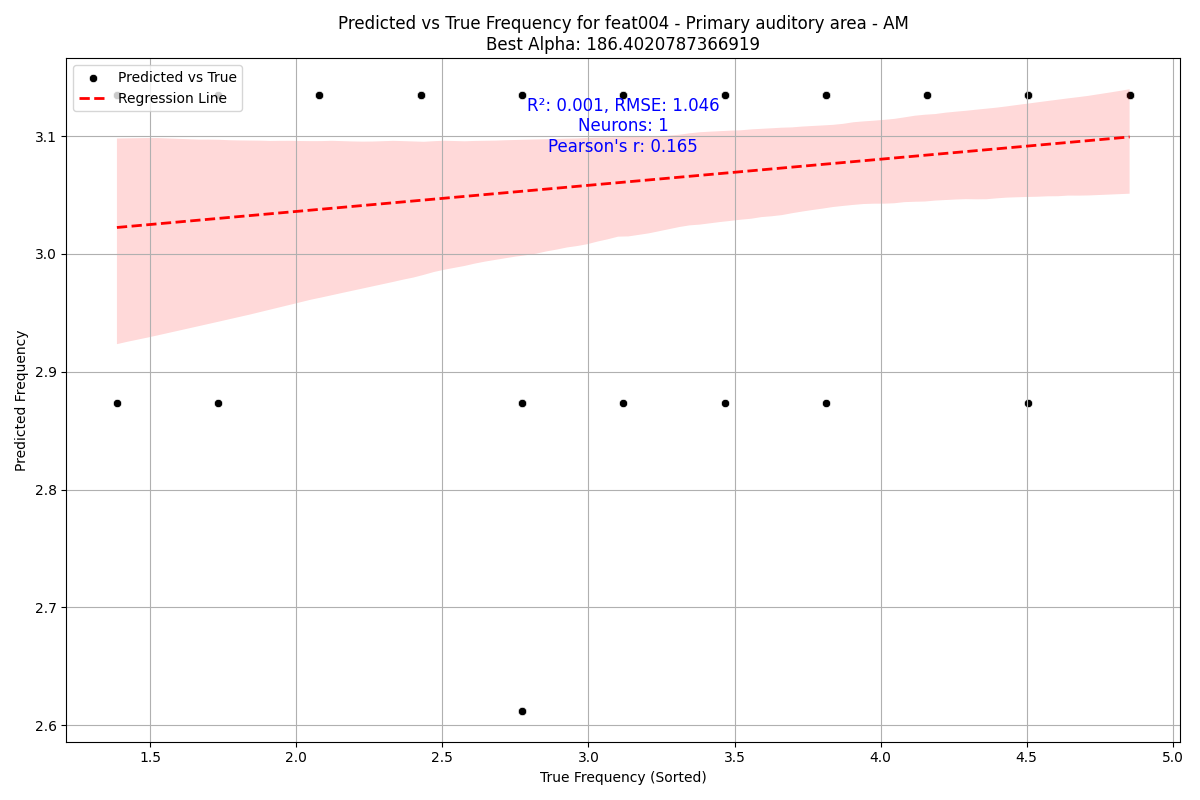 Predicted vs True Frequency for feat004 - Primary auditory area - AM
Best Alpha: 186.4020787366919
Predicted vs True
Regression Line
R²: 0.001, RMSE: 1.046
Neurons: 1
Pearson's r: 0.165
Predicted Frequency
3.1
3.0
2.9
2.8
2.7
2.6
1.5 2.0 2.5 3.0 3.5 4.0 4.5 5.0
True Frequency (Sorted)